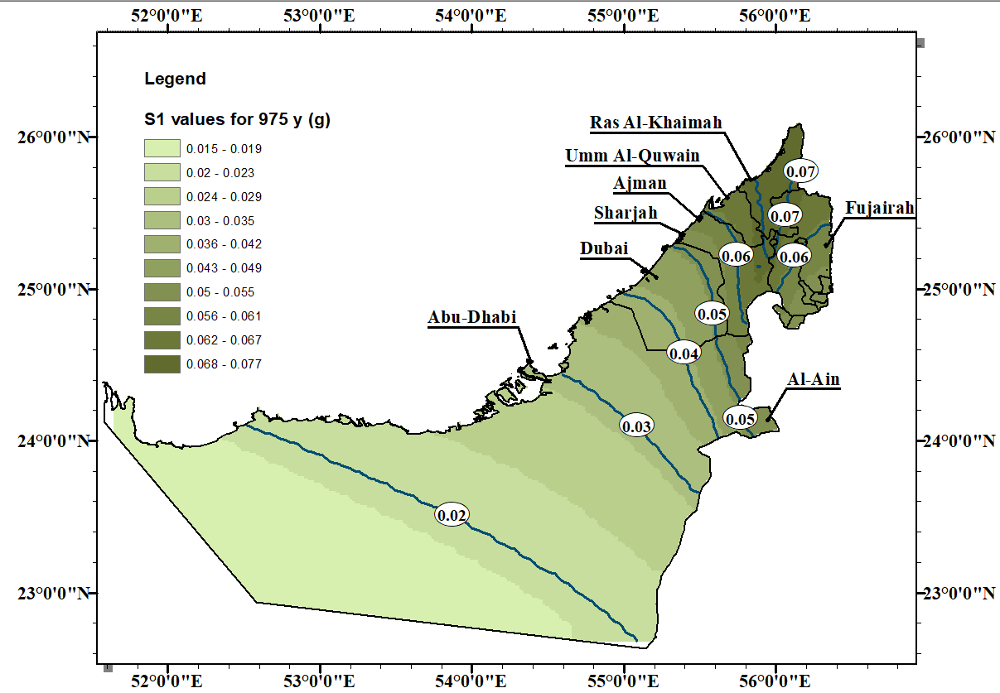 52°0'0"E 53°0'0"E 54°0'0"E 55°0'0"E 56°0'0"E
Legend
S1 values for 975 y (g)
0.015 - 0.019
0.02 - 0.023
0.024 - 0.029
0.03 - 0.035
0.036 - 0.042
0.043 - 0.049
0.05 - 0.055
0.056 - 0.061
0.062 - 0.067
0.068 - 0.077
26°0'0"N
25°0'0"N
24°0'0"N
23°0'0"N
Ras Al-Khaimah
Umm Al-Quwain
Ajman
Sharjah
Dubai
Abu-Dhabi
Fujairah
Al-Ain
0.07
0.07
0.06
0.06
0.05
0.04
0.05
0.03
0.02
26°0'0"N
25°0'0"N
24°0'0"N
23°0'0"N
52°0'0"E 53°0'0"E 54°0'0"E 55°0'0"E 56°0'0"E